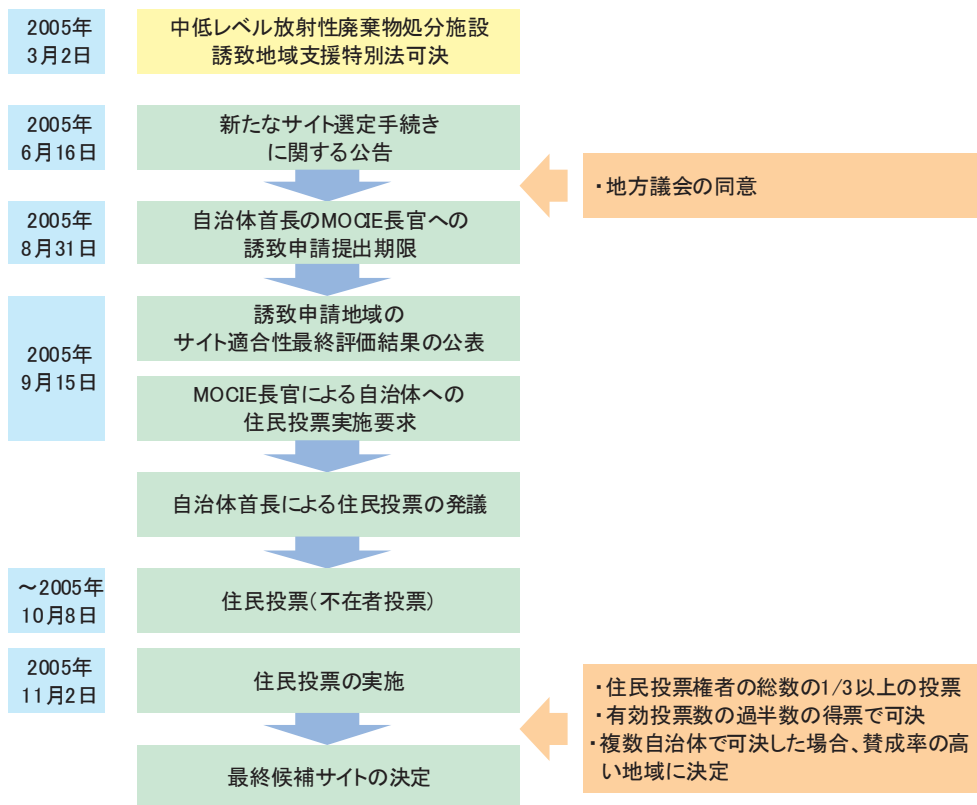 2005年
3月2日
中低レベル放射性廃棄物処分施設
誘致地域支援特別法可決
2005年
6月16日
新たなサイト選定手続き
に関する公告
・地方議会の同意
2005年
8月31日
自治体首長のMOCIE長官への
誘致申請提出期限
2005年
9月15日
誘致申請地域の
サイト適合性最終評価結果の公表
MOCIE長官による自治体への
住民投票実施要求
自治体首長による住民投票の発議
～2005年
10月8日
住民投票（不在者投票）
2005年
11月2日
住民投票の実施
・住民投票権者の総数の1/3以上の投票
・有効投票数の過半数の得票で可決
・複数自治体で可決した場合、賛成率の高
い地域に決定
最終候補サイトの決定